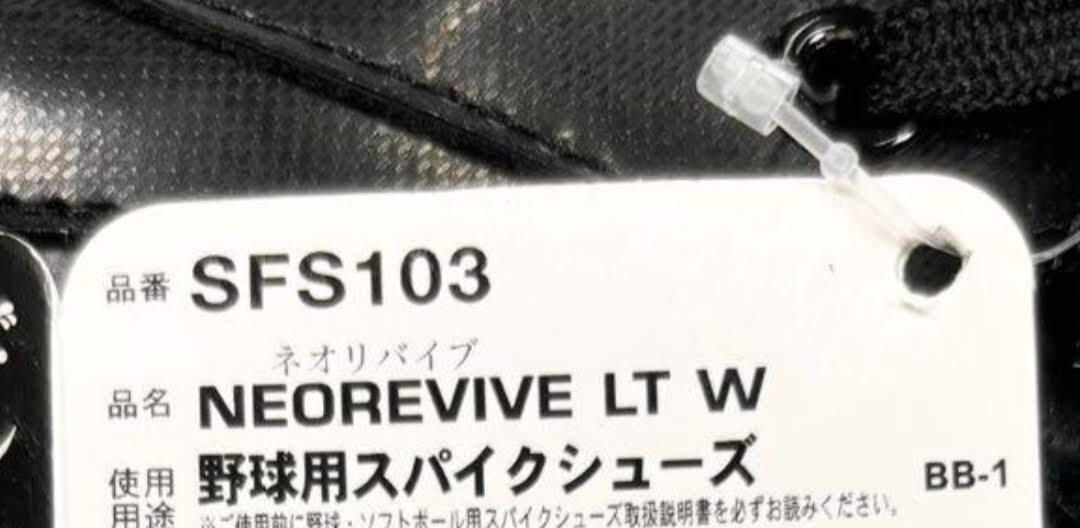 品番 SFS103
ネオリバイブ
品名 NEOREVIVE LT W
使用用途 野球用スパイクシューズ BB-1
※ご使用前に野球・ソフトボール用スパイクシューズ取扱説明書を必ずお読みください。